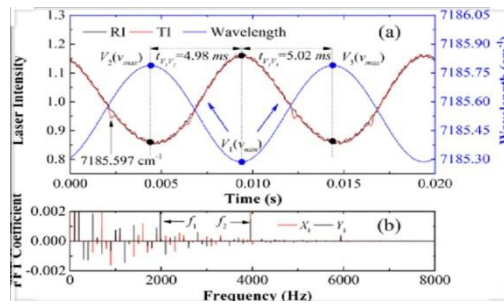 RI TI Wavelength (a)
7186.05
7185.90
7185.75
7185.60
7185.45
7185.30
Laser Intensity
1.3
1.2
1.1
1.0
0.9
0.8
V₂(vₘₐₓ) t =4.98 ms t =5.02 ms V₃(vₘₐₓ)
V₁(vₘᵢₙ)
7185.597 cm⁻¹
0.000 0.005 0.010 0.015 0.020
Time (s)
FFT Coefficient
0.002
0.000
-0.002
f₁ f₂ Xₖ Yₖ (b)
0 2000 4000 6000 8000
Frequency (Hz)